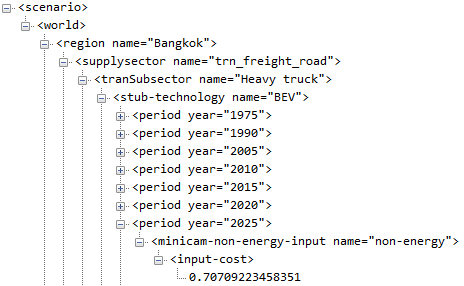 <scenario>
<world>
<region name="Bangkok">
<supplysector name="trn_freight_road">
<tranSubsector name="Heavy truck">
<stub-technology name="BEV">
<period year="1975">
<period year="1990">
<period year="2005">
<period year="2010">
<period year="2015">
<period year="2020">
<period year="2025">
<minicam-non-energy-input name="non-energy">
<input-cost>
0.70709223458351